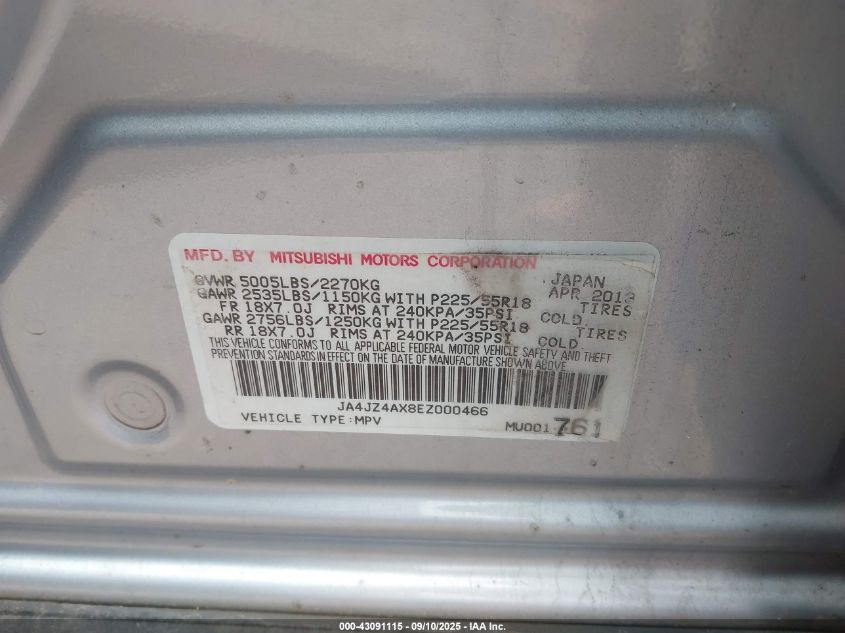 MFD. BY MITSUBISHI MOTORS CORPORATION
JAPAN
GVWR 5005LBS/2270KG APR 2013
GAWR 2535LBS/1150KG WITH P225/55R18 TIRES
FR 18X7.0J RIMS AT 240KPA/35PSI COLD
GAWR 2756LBS/1250KG WITH P225/55R18 TIRES
RR 18X7.0J RIMS AT 240KPA/35PSI COLD
THIS VEHICLE CONFORMS TO ALL APPLICABLE FEDERAL MOTOR VEHICLE SAFETY AND THEFT
PREVENTION STANDARDS IN EFFECT ON THE DATE OF MANUFACTURE SHOWN ABOVE.
JA4JZ4AX8EZ000466
VEHICLE TYPE:MPV MU001 761
000-43091115 - 09/10/2025 - IAA Inc.